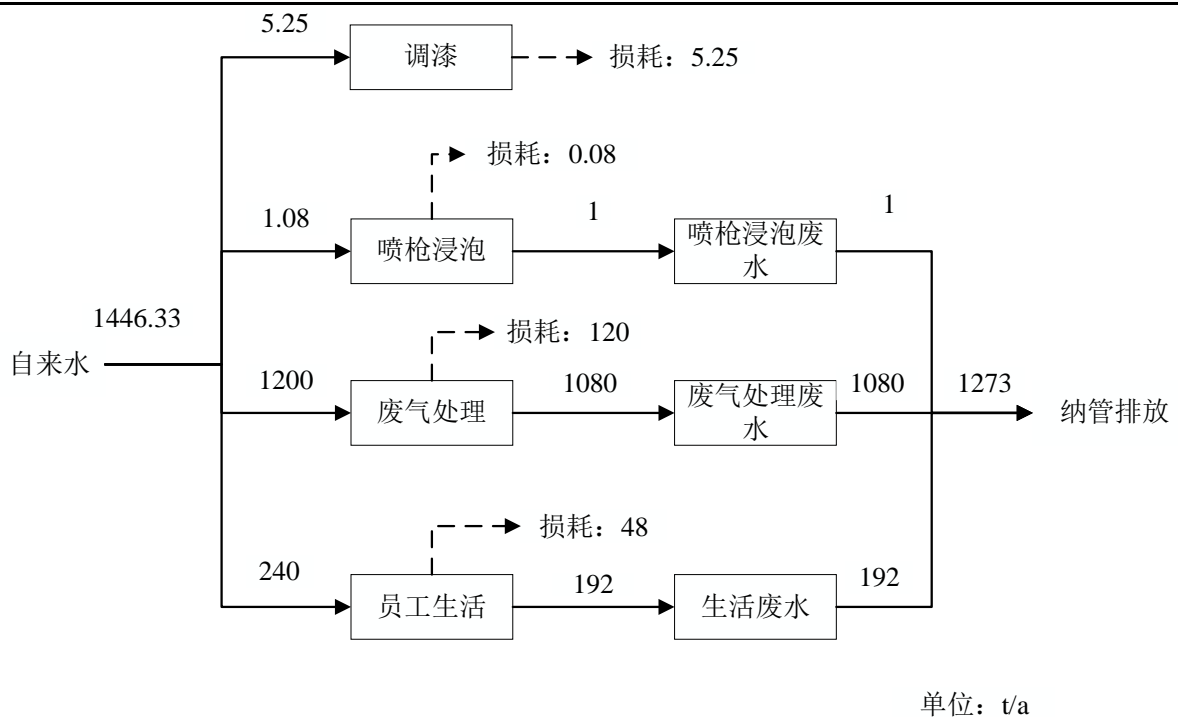 5.25
调漆
损耗：5.25
损耗：0.08
1.08
喷枪浸泡
1
喷枪浸泡废
水
1
1446.33
自来水
损耗：120
1200
废气处理
1080
废气处理废
水
1080
1273
纳管排放
损耗：48
240
员工生活
192
生活废水
192
单位：t/a